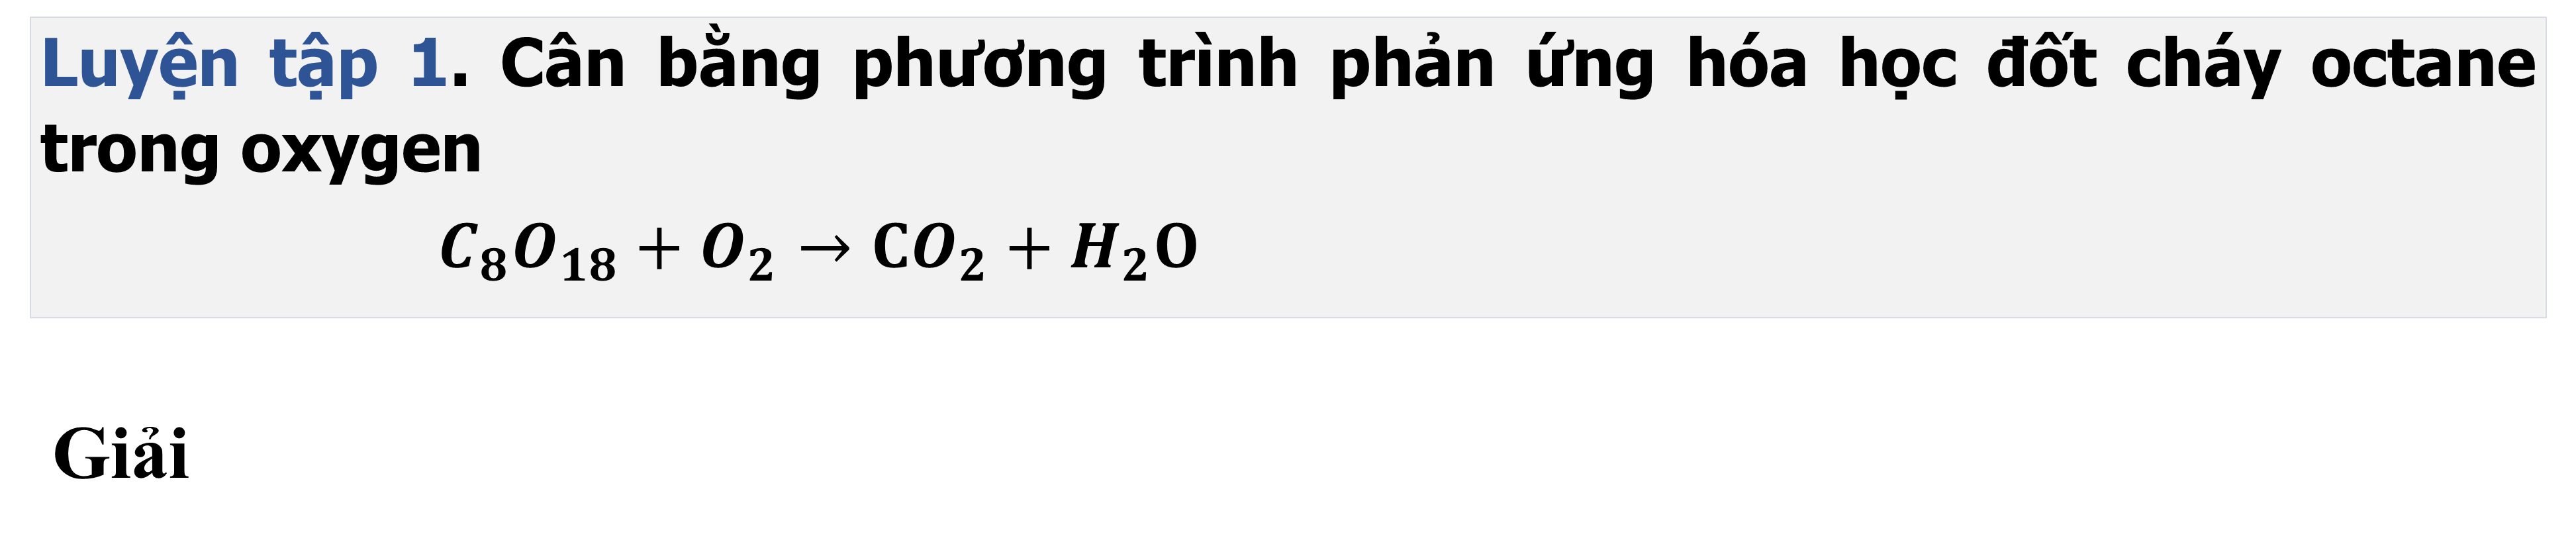 Luyện tập 1. Cân bằng phương trình phản ứng hóa học đốt cháy octane
trong oxygen
C₈O₁₈ + O₂ → CO₂ + H₂O
Giải